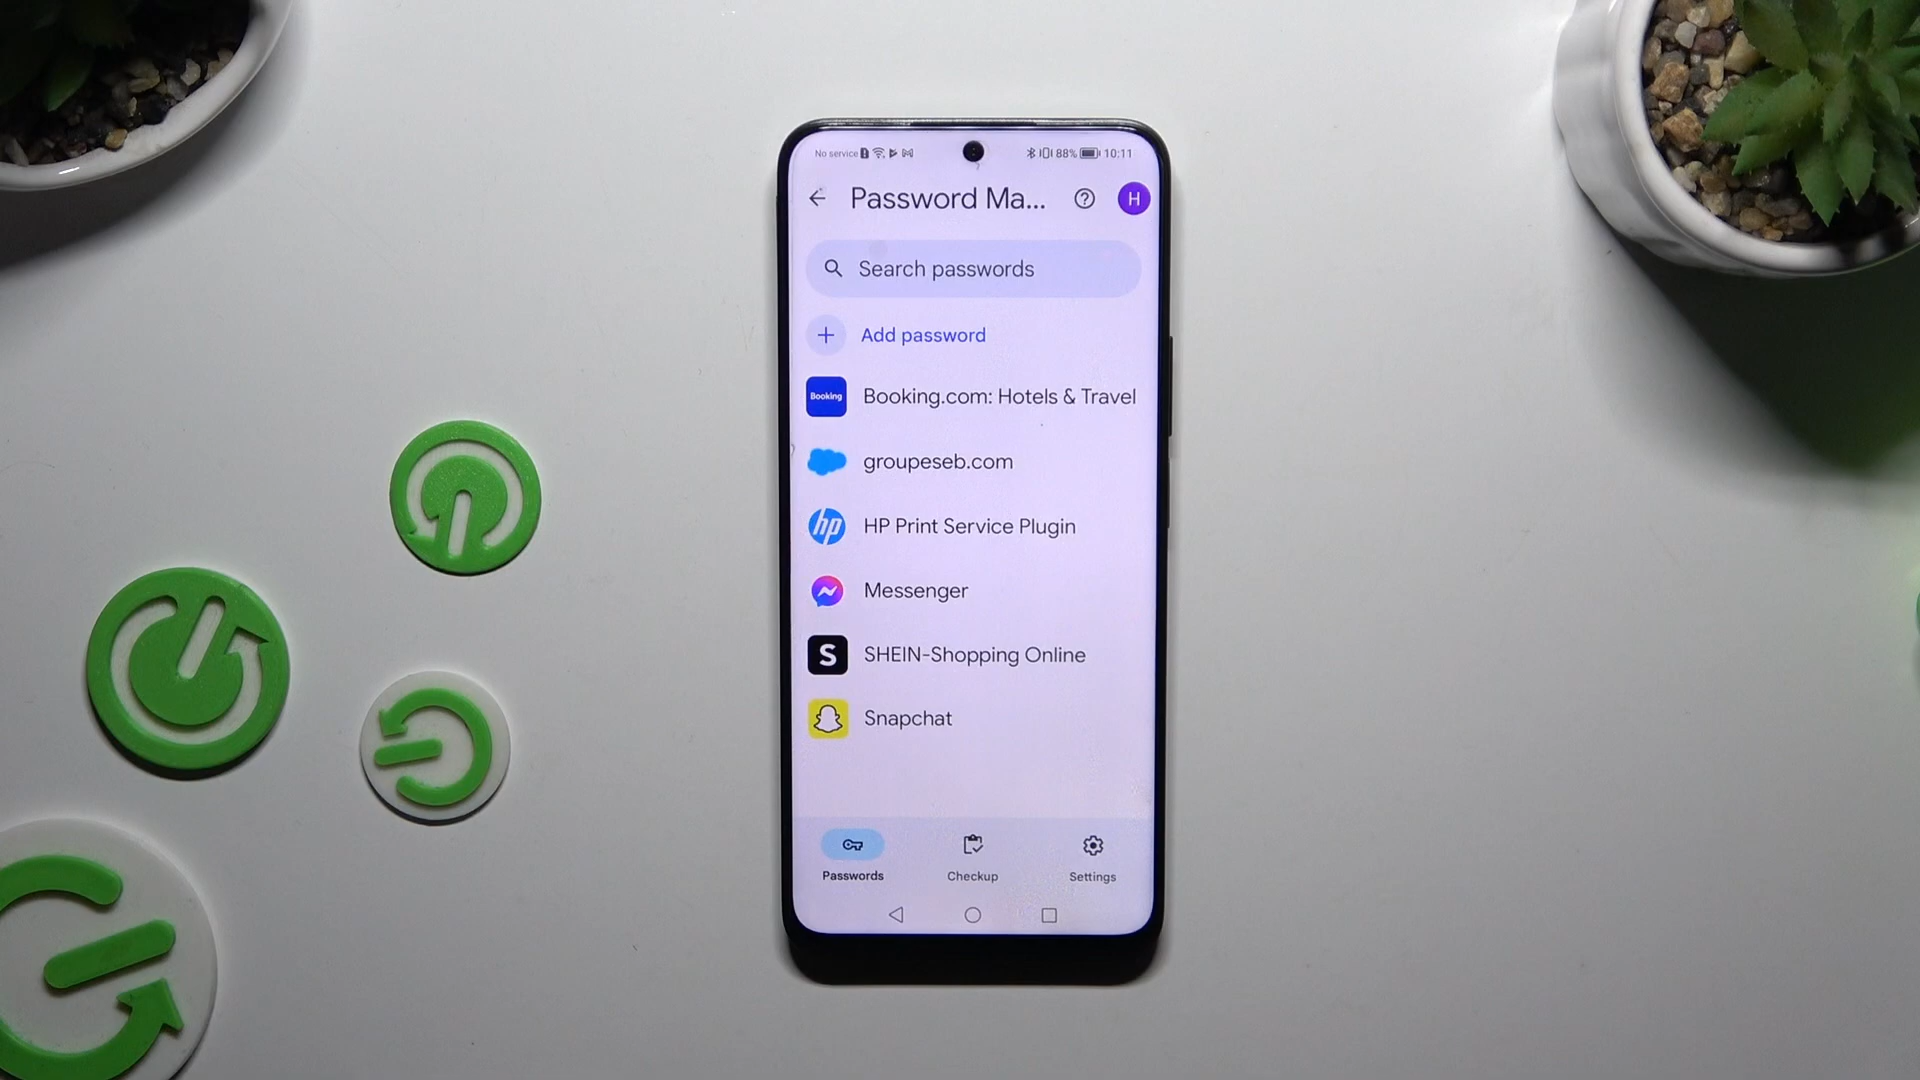 No service 88% 10:11
Password Ma... H
Search passwords
Add password
Booking Booking.com: Hotels & Travel
groupeseb.com
hp HP Print Service Plugin
Messenger
S SHEIN-Shopping Online
Snapchat
Passwords Checkup Settings